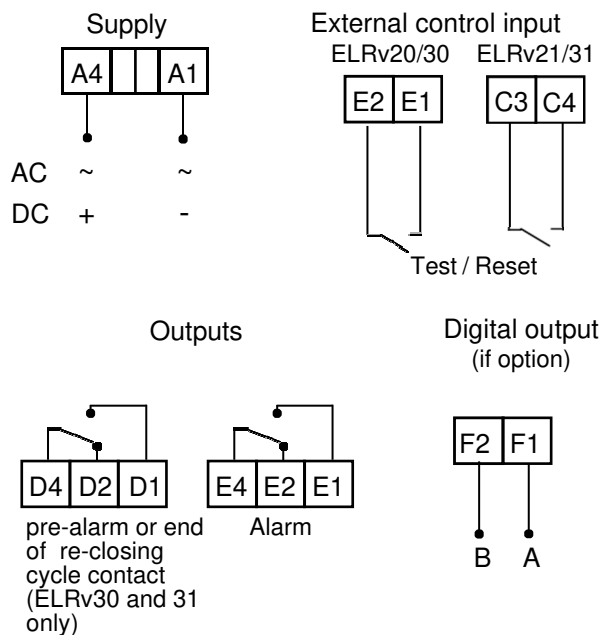 Supply
A4 A1
AC ~ ~
DC + -
External control input
ELRv20/30 ELRv21/31
E2 E1 C3 C4
Test / Reset
Outputs
D4 D2 D1
pre-alarm or end
of re-closing
cycle contact
(ELRv30 and 31
only)
E4 E2 E1
Alarm
Digital output
(if option)
F2 F1
B A